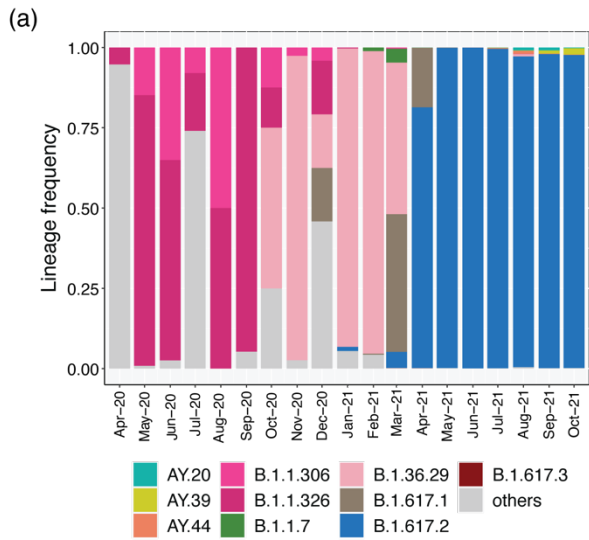 (a)
Lineage frequency
1.00
0.75
0.50
0.25
0.00
Apr−20
May−20
Jun−20
Jul−20
Aug−20
Sep−20
Oct−20
Nov−20
Dec−20
Jan−21
Feb−21
Mar−21
Apr−21
May−21
Jun−21
Jul−21
Aug−21
Sep−21
Oct−21
AY.20 B.1.1.306 B.1.36.29 B.1.617.3
AY.39 B.1.1.326 B.1.617.1 others
AY.44 B.1.1.7 B.1.617.2